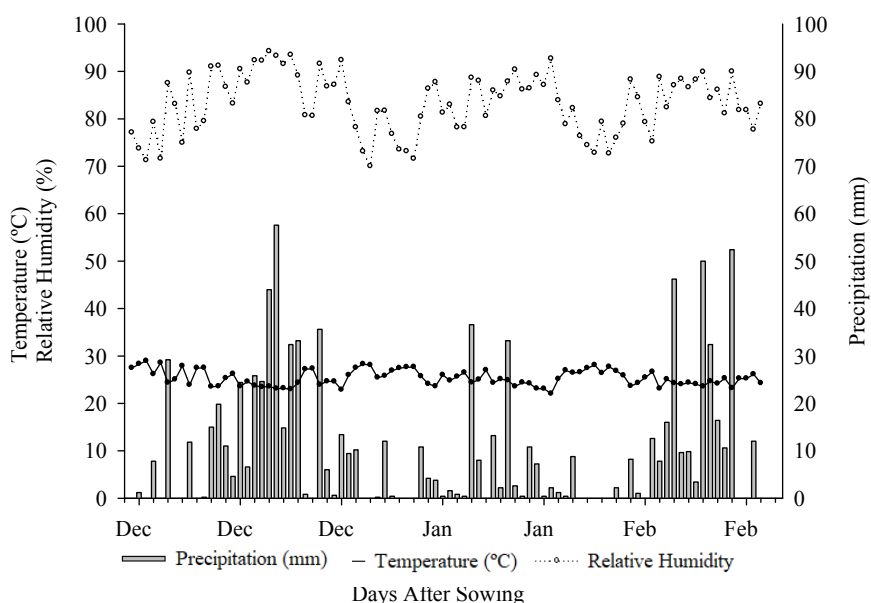 100 100
90 90
80 80
70 70
60 60
50 50
40 40
30 30
20 20
10 10
0 0
Temperature (ºC)
Relative Humidity (%)
Precipitation (mm)
Dec Dec Dec Jan Jan Feb Feb
Precipitation (mm) Temperature (ºC) Relative Humidity
Days After Sowing